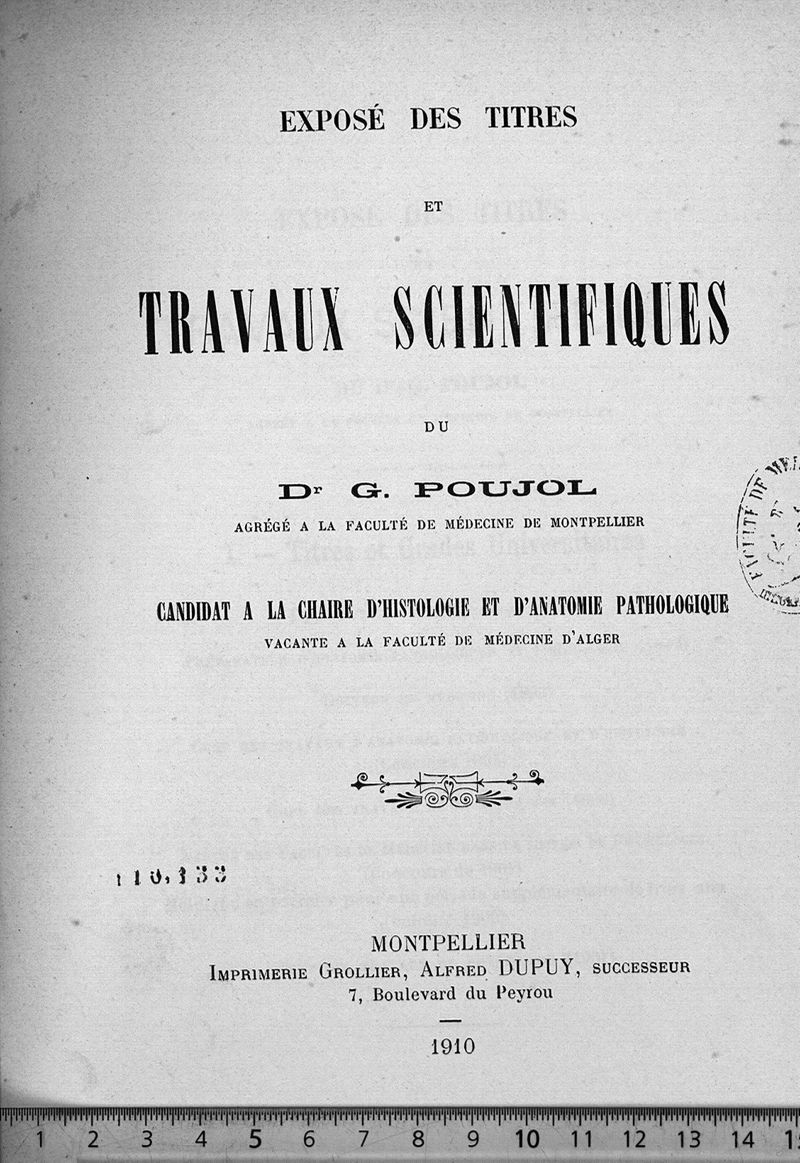 EXPOSÉ DES TITRES
ET
TRAVAUX SCIENTIFIQUES
DU
Dr G. POUJOL
AGRÉGÉ A LA FACULTÉ DE MÉDECINE DE MONTPELLIER
CANDIDAT A LA CHAIRE D'HISTOLOGIE ET D'ANATOMIE PATHOLOGIQUE
VACANTE A LA FACULTÉ DE MÉDECINE D'ALGER
FACULTÉ DE
110,133
MONTPELLIER
IMPRIMERIE GROLLIER, ALFRED DUPUY, SUCCESSEUR
7, Boulevard du Peyrou
1910
1 2 3 4 5 6 7 8 9 10 11 12 13 14